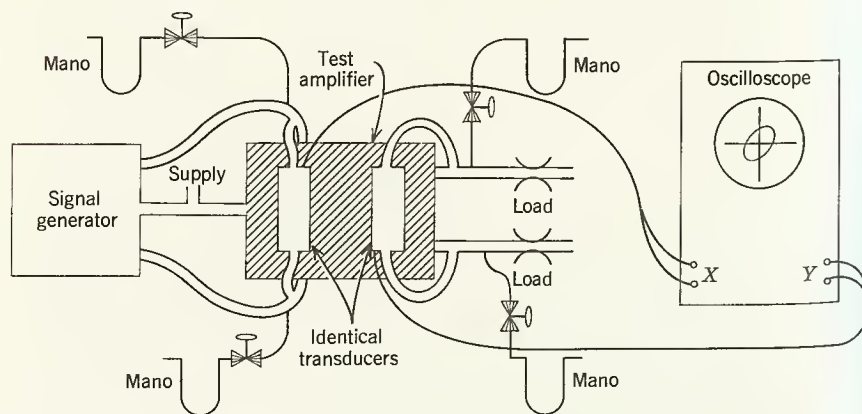 Mano
Test
amplifier
Mano
Oscilloscope
Signal
generator
Supply
Load
Load
X
Y
Identical
transducers
Mano
Mano